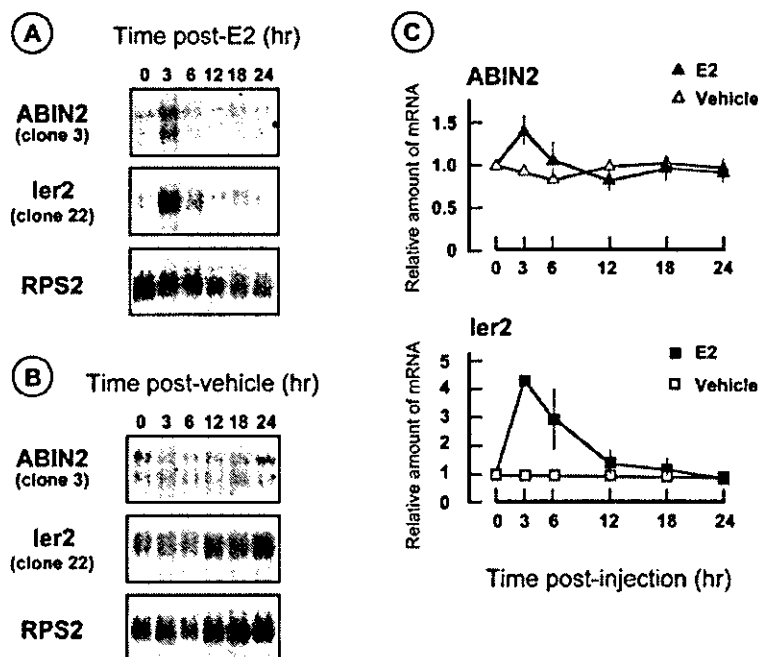 A
Time post-E2 (hr)
0 3 6 12 18 24
ABIN2
(clone 3)
Ier2
(clone 22)
RPS2
B
Time post-vehicle (hr)
0 3 6 12 18 24
ABIN2
(clone 3)
Ier2
(clone 22)
RPS2
C
ABIN2
E2
Vehicle
Relative amount of mRNA
1.5
1.0
0.5
0
0 3 6 12 18 24
Ier2
E2
Vehicle
Relative amount of mRNA
5
4
3
2
1
0
0 3 6 12 18 24
Time post-injection (hr)